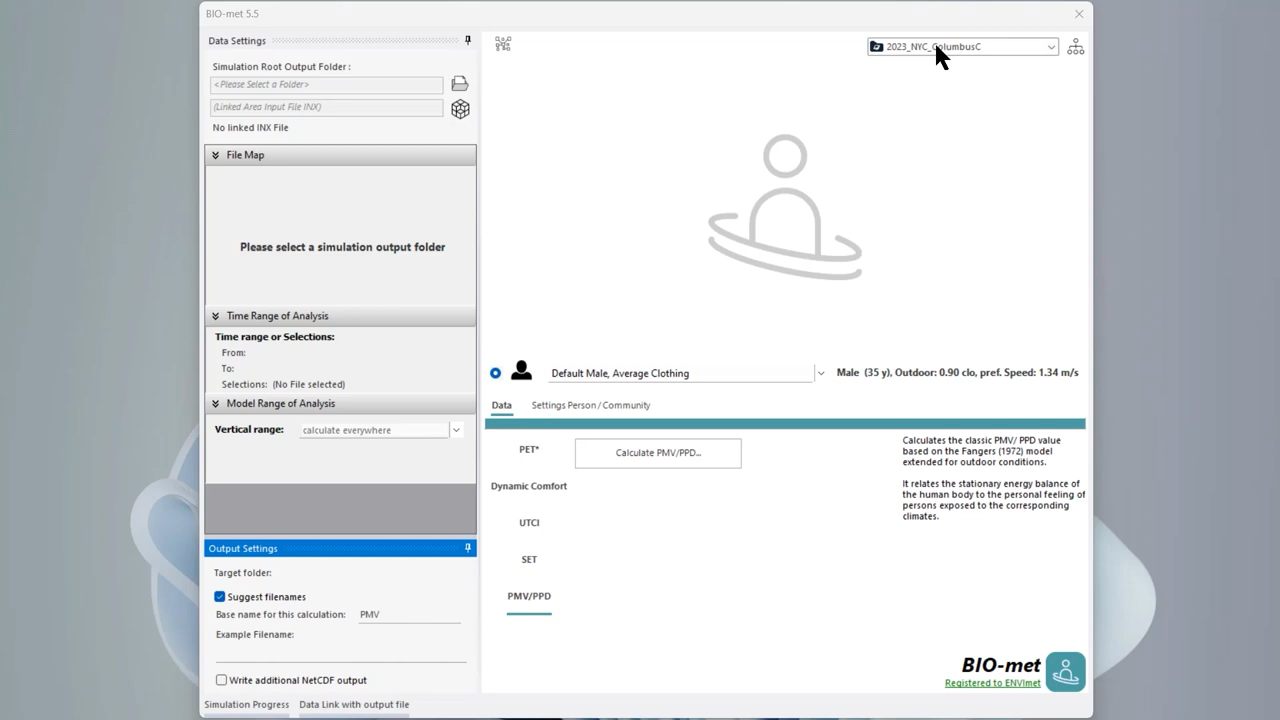 BIO-met 5.5
Data Settings
Simulation Root Output Folder :
<Please Select a Folder>
(Linked Area Input File INX)
No linked INX File
File Map
Please select a simulation output folder
Time Range of Analysis
Time range or Selections:
From:
To:
Selections: (No File selected)
Model Range of Analysis
Vertical range: calculate everywhere
Output Settings
Target folder:
Suggest filenames
Base name for this calculation: PMV
Example Filename:
Write additional NetCDF output
Simulation Progress Data Link with output file
2023_NYC_ColumbusC
Default Male, Average Clothing
Male (35 y), Outdoor: 0.90 clo, pref. Speed: 1.34 m/s
Data Settings Person / Community
PET*
Dynamic Comfort
UTCI
SET
PMV/PPD
Calculate PMV/PPD...
Calculates the classic PMV/ PPD value
based on the Fangers (1972) model
extended for outdoor conditions.
It relates the stationary energy balance of
the human body to the personal feeling of
persons exposed to the corresponding
climates.
BIO-met
Registered to ENVImet